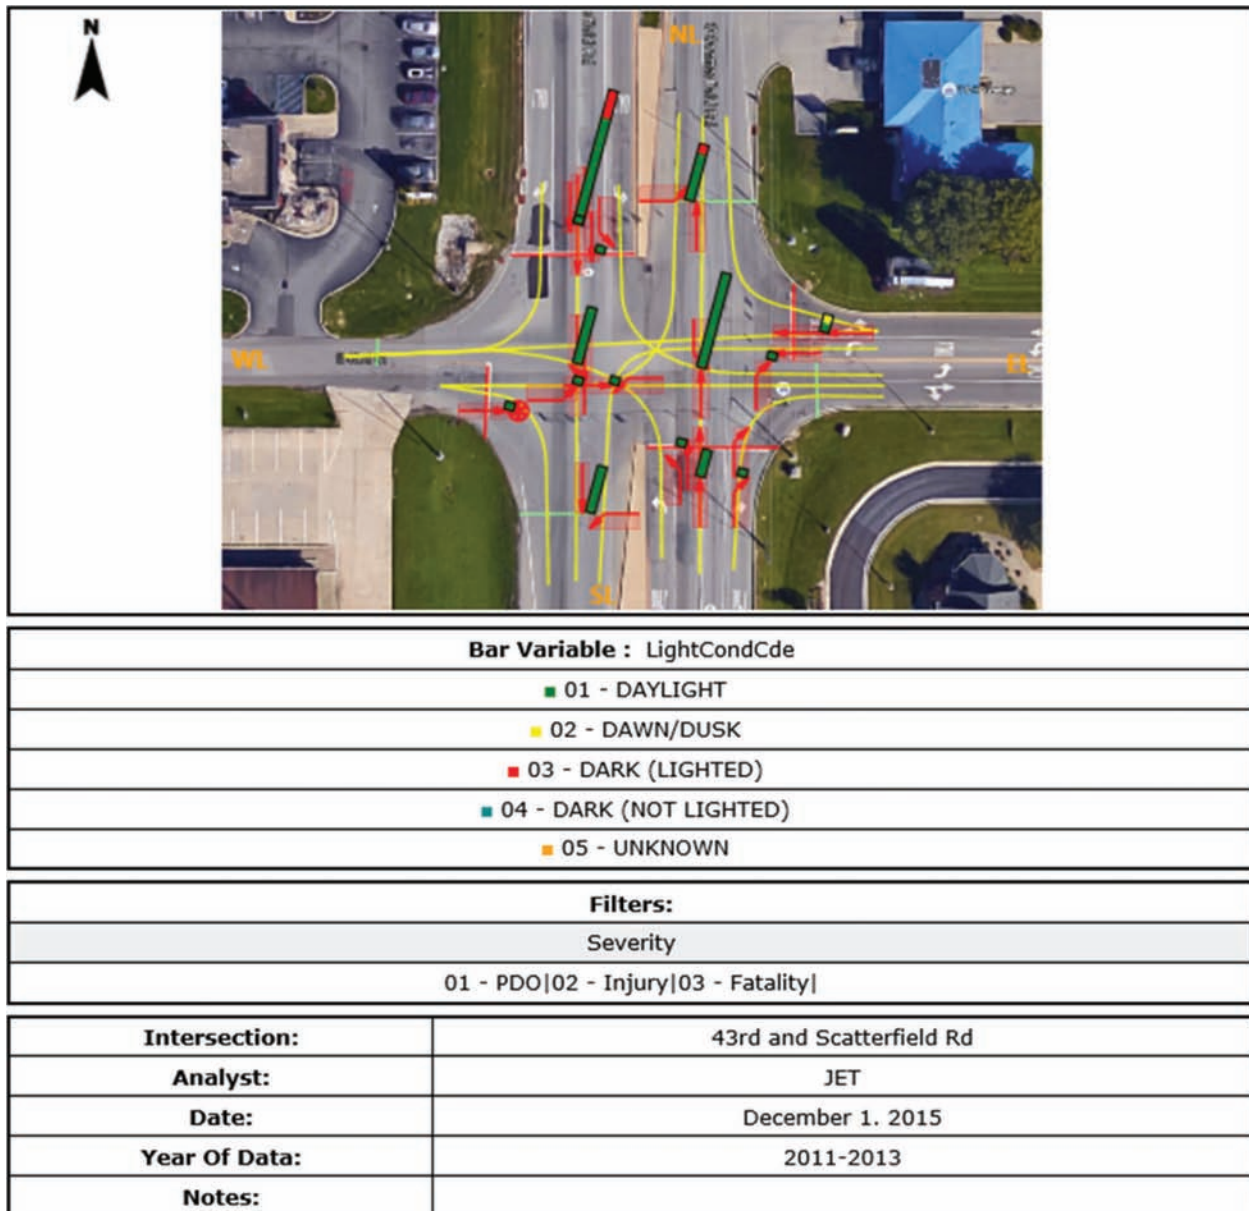 N
NL
WL
EL
SL
Bar Variable : LightCondCde
01 - DAYLIGHT
02 - DAWN/DUSK
03 - DARK (LIGHTED)
04 - DARK (NOT LIGHTED)
05 - UNKNOWN
Filters:
Severity
01 - PDO|02 - Injury|03 - Fatality|
Intersection: 43rd and Scatterfield Rd
Analyst: JET
Date: December 1. 2015
Year Of Data: 2011-2013
Notes: